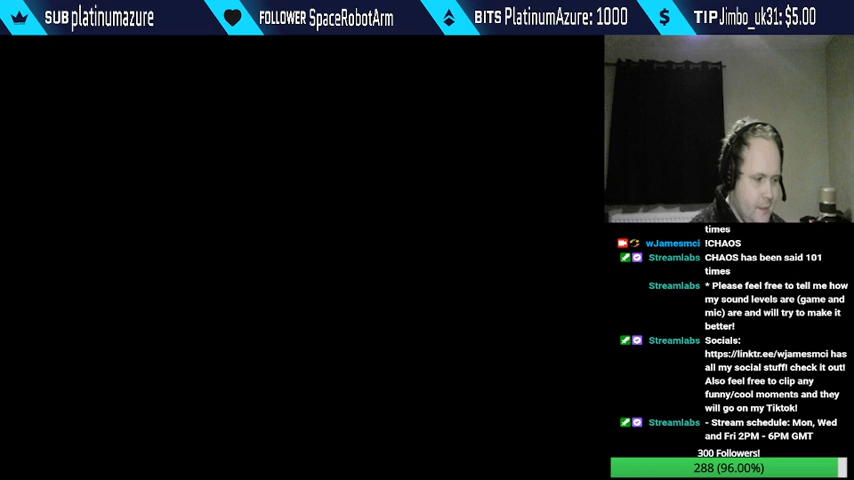 SUB platinumazure
FOLLOWER SpaceRobotArm
BITS PlatinumAzure: 1000
TIP Jimbo_uk31: $5.00
times
wJamesmci !CHAOS
Streamlabs CHAOS has been said 101
times
Streamlabs * Please feel free to tell me how
my sound levels are (game and
mic) are and will try to make it
better!
Streamlabs Socials:
https://linktr.ee/wjamesmci has
all my social stuff! check it out!
Also feel free to clip any
funny/cool moments and they
will go on my Tiktok!
Streamlabs - Stream schedule: Mon, Wed
and Fri 2PM - 6PM GMT
300 Followers!
288 (96.00%)